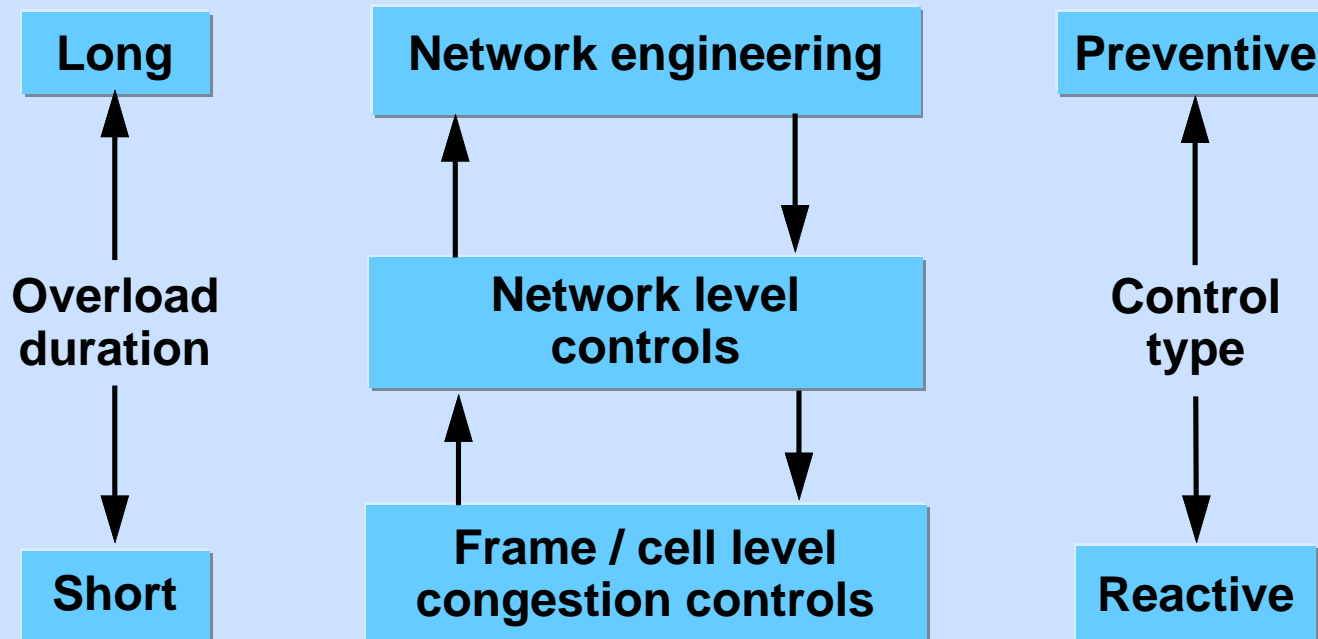 Long
Network engineering
Preventive
Overload
duration
Network level
controls
Control
type
Short
Frame / cell level
congestion controls
Reactive